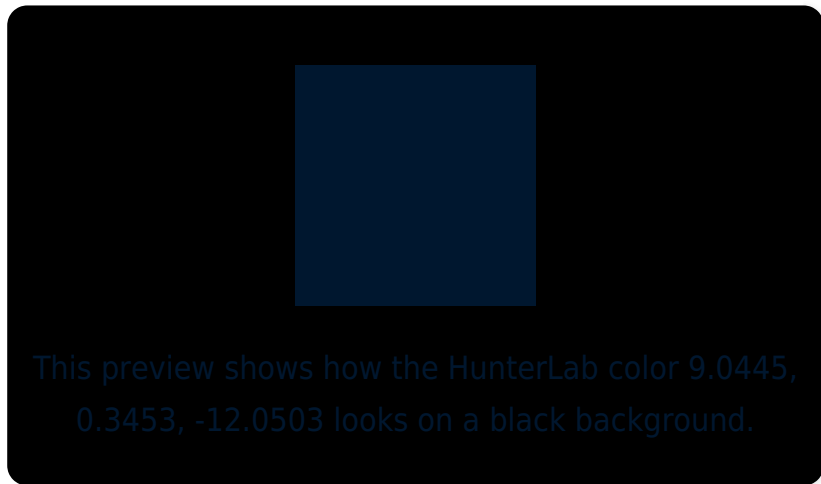 This preview shows how the HunterLab color 9.0445,
0.3453, -12.0503 looks on a black background.